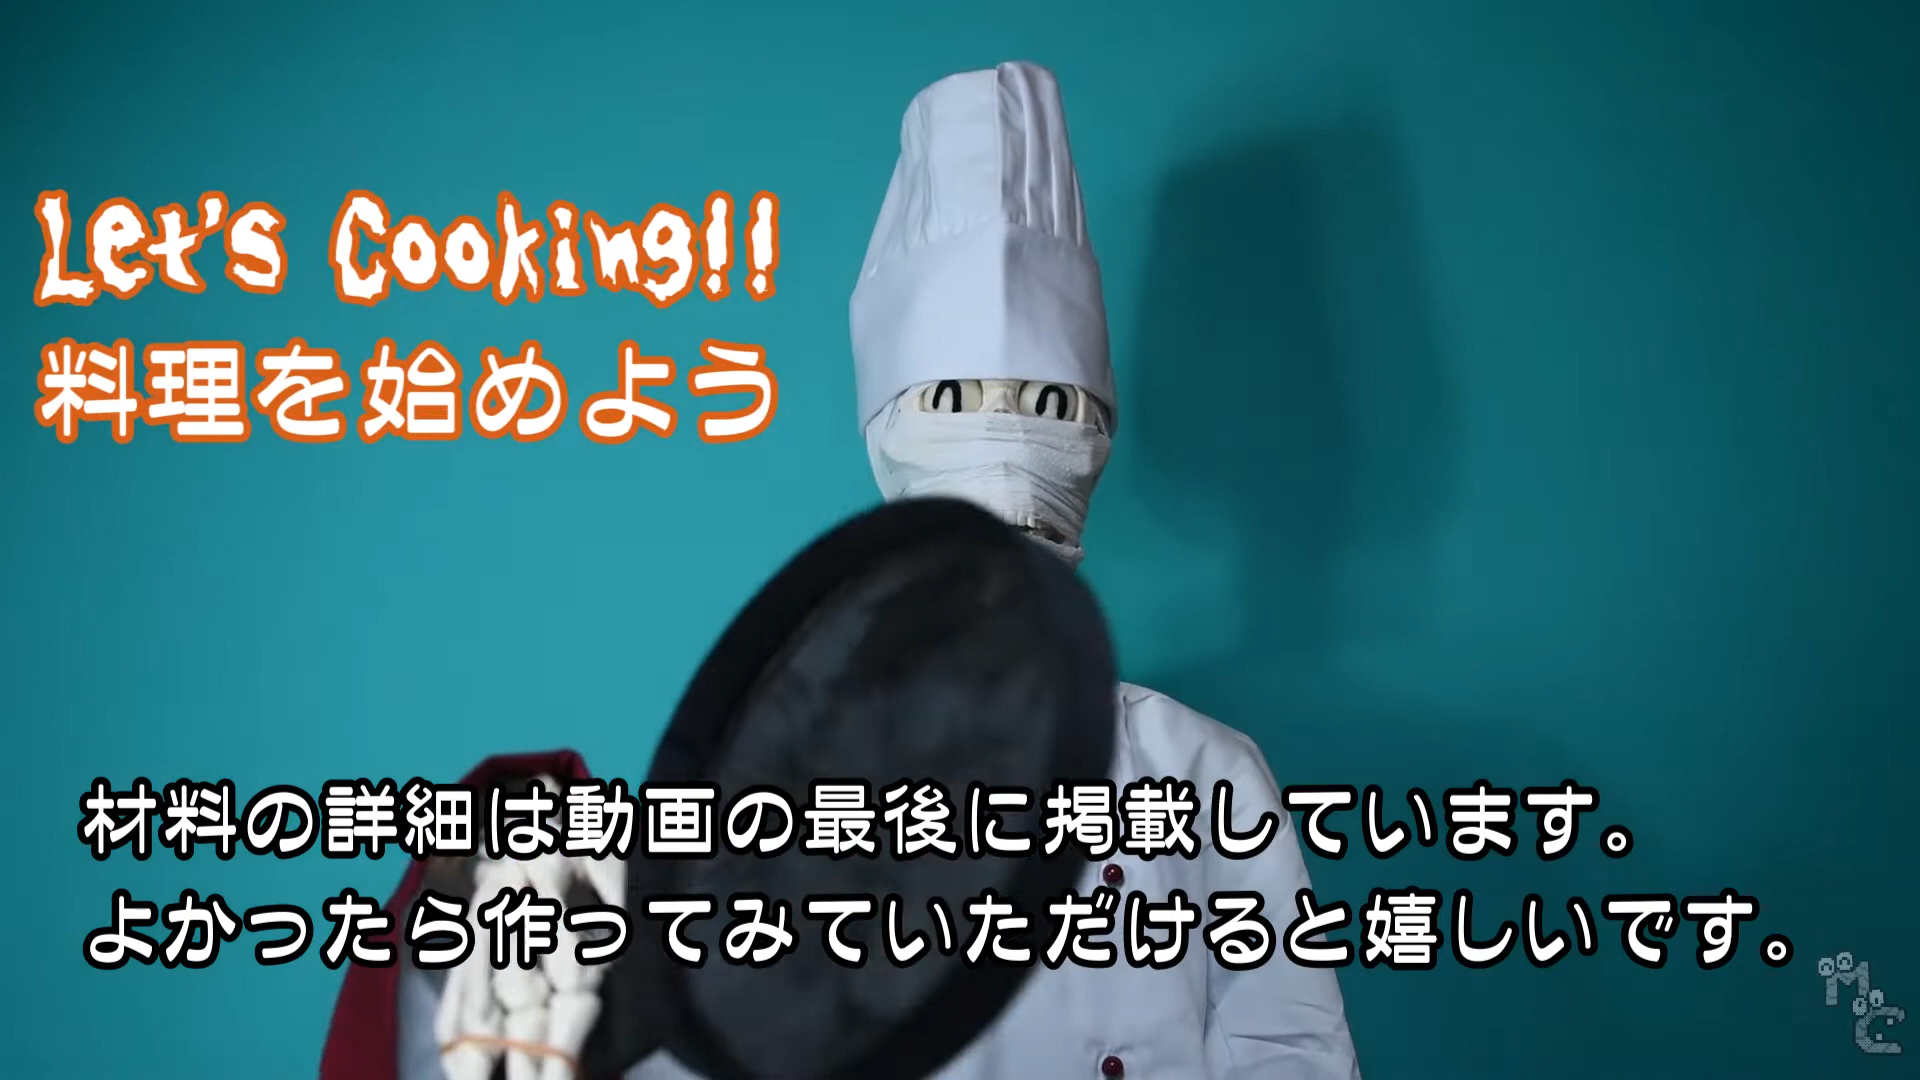 Let's Cooking!!
料理を始めよう
材料の詳細は動画の最後に掲載しています。
よかったら作ってみていただけると嬉しいです。
MC